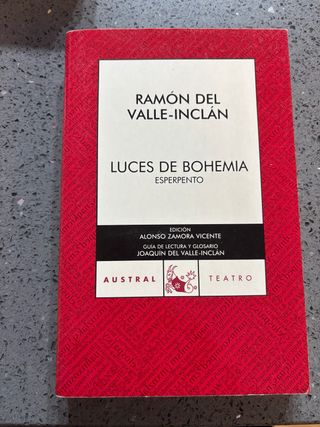 RAMÓN DEL
VALLE-INCLÁN
LUCES DE BOHEMIA
ESPERPENTO
EDICIÓN
ALONSO ZAMORA VICENTE
GUÍA DE LECTURA Y GLOSARIO
JOAQUÍN DEL VALLE-INCLÁN
AUSTRAL
TEATRO